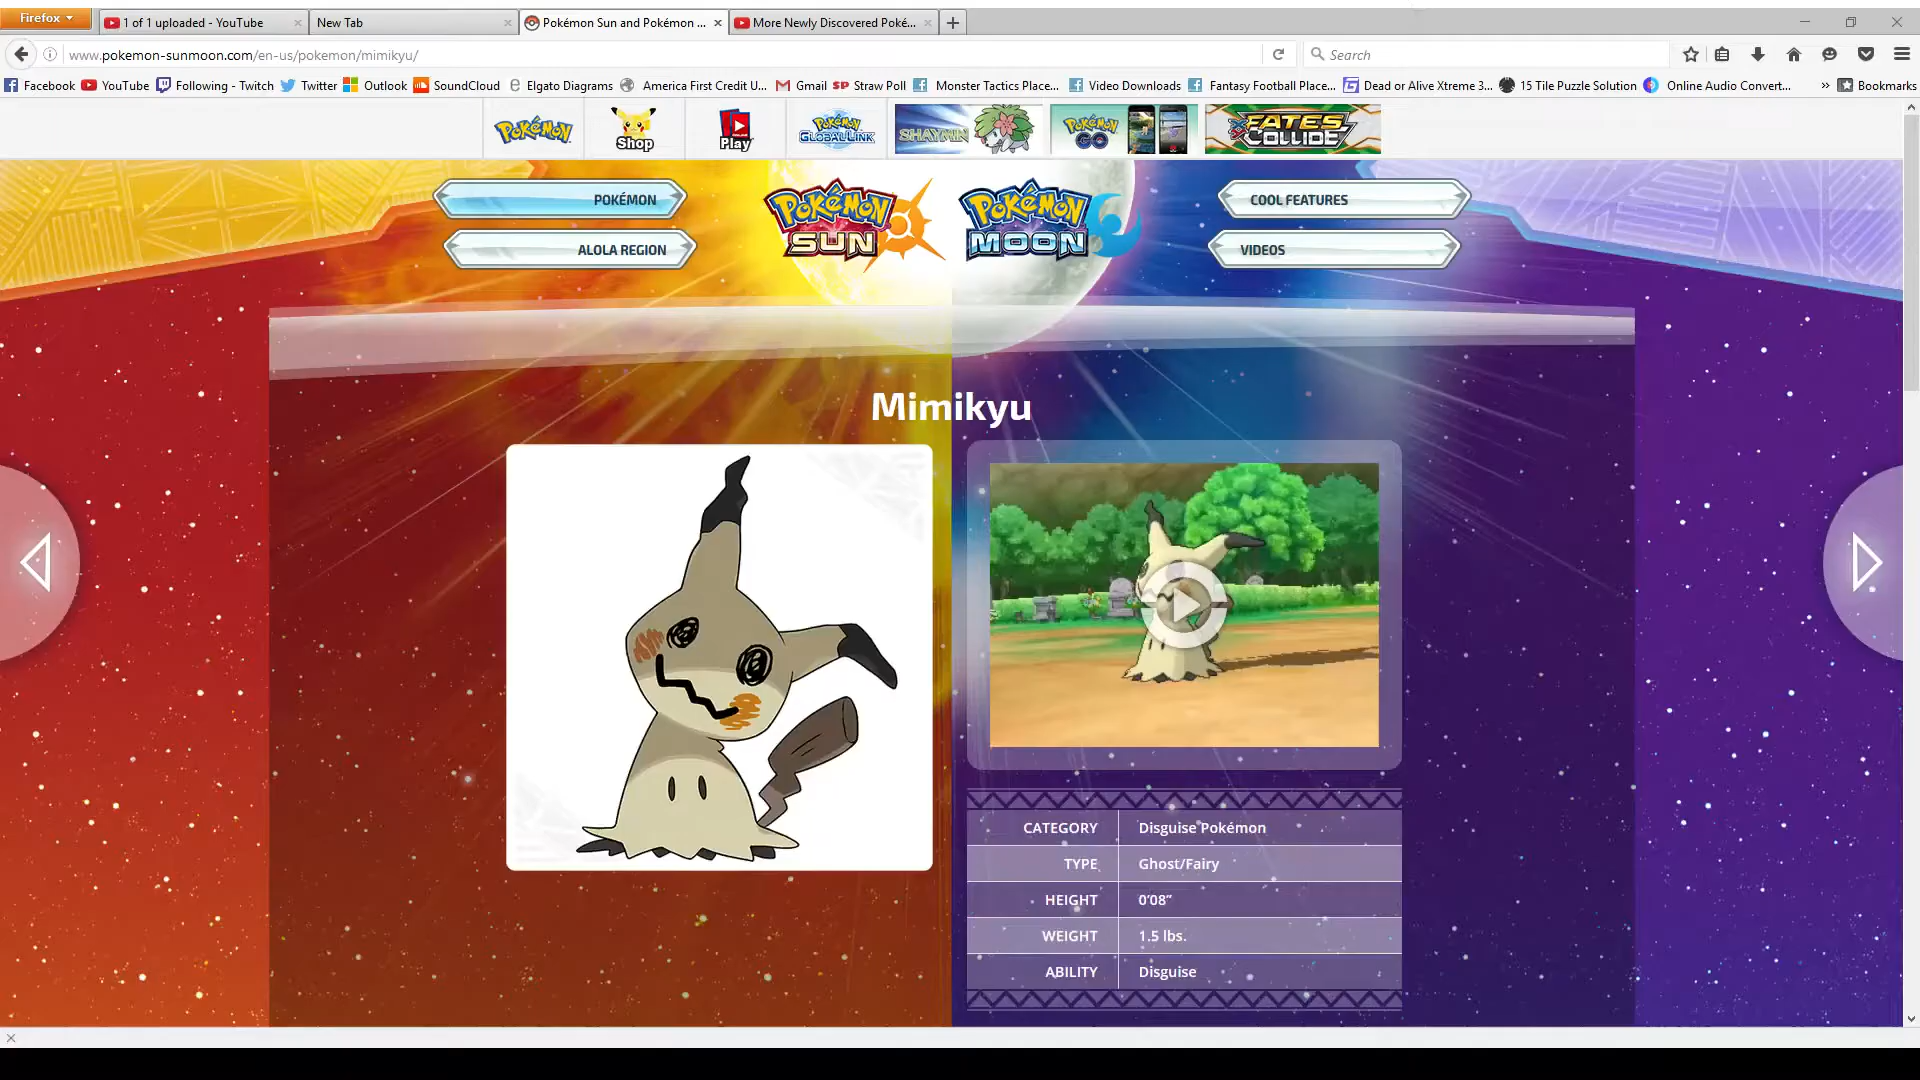 Firefox
1 of 1 uploaded - YouTube
New Tab
Pokémon Sun and Pokémon ...
More Newly Discovered Poké...
www.pokemon-sunmoon.com/en-us/pokemon/mimikyu/
Search
Facebook YouTube Following - Twitch Twitter Outlook SoundCloud Elgato Diagrams America First Credit U... Gmail SP Straw Poll Monster Tactics Place... Video Downloads Fantasy Football Place... Dead or Alive Xtreme 3... 15 Tile Puzzle Solution Online Audio Convert... » Bookmarks
Pokémon
Shop
Play
Pokémon Global Link
SHAYMIN
Pokémon GO
FATES COLLIDE
POKÉMON
ALOLA REGION
Pokémon SUN
Pokémon MOON
COOL FEATURES
VIDEOS
Mimikyu
CATEGORY Disguise Pokémon
TYPE Ghost/Fairy
HEIGHT 0'08"
WEIGHT 1.5 lbs.
ABILITY Disguise